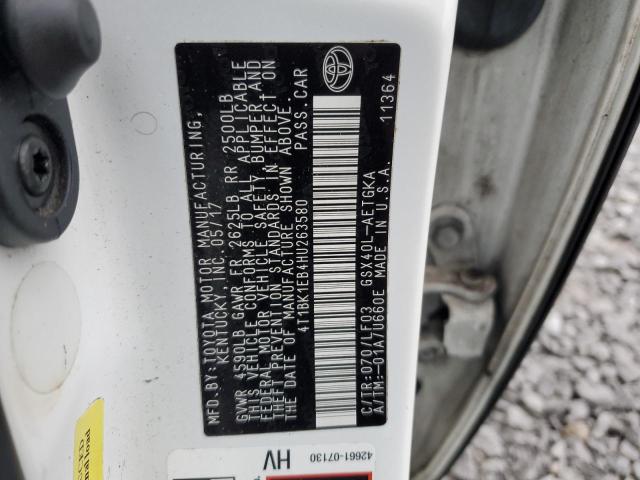 MFD.BY:TOYOTA MOTOR MANUFACTURING,
KENTUCKY, INC. 05/17
GVWR 4590LB GAWR FR 2625LB RR 2500LB
THIS VEHICLE CONFORMS TO ALL APPLICABLE
FEDERAL MOTOR VEHICLE SAFETY, BUMPER AND
THEFT PREVENTION STANDARDS IN EFFECT ON
THE DATE OF MANUFACTURE SHOWN ABOVE.
4T1BK1EB4HU263580 PASS.CAR
C/TR:070/LF03 GSX40L-AETGKA 11364
A/TM:-01A/U660E MADE IN U.S.A.
42661-07130
HV
load